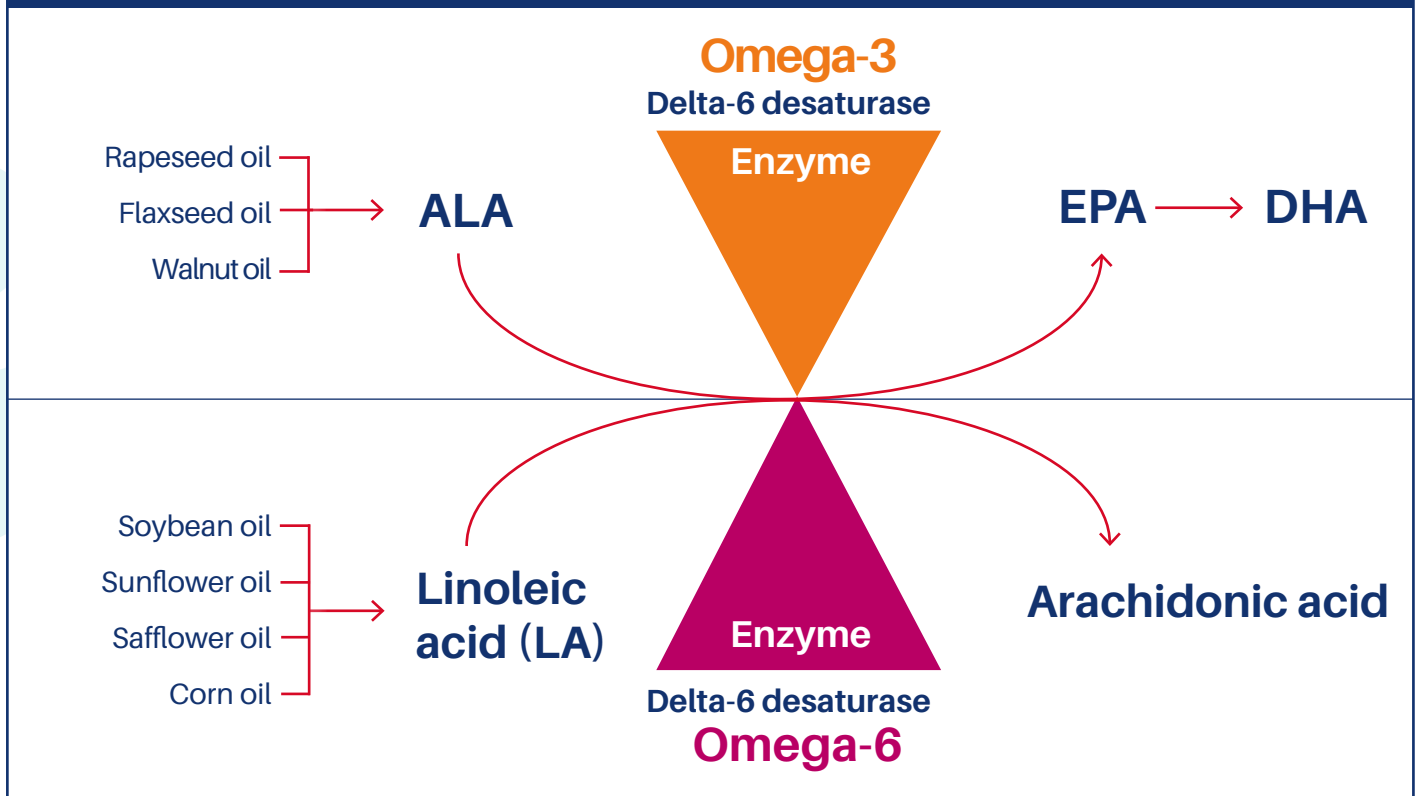 Omega-3
Delta-6 desaturase
Enzyme
Rapeseed oil
Flaxseed oil
Walnut oil
ALA
EPA
DHA
Soybean oil
Sunflower oil
Safflower oil
Corn oil
Linoleic
acid (LA)
Enzyme
Arachidonic acid
Delta-6 desaturase
Omega-6